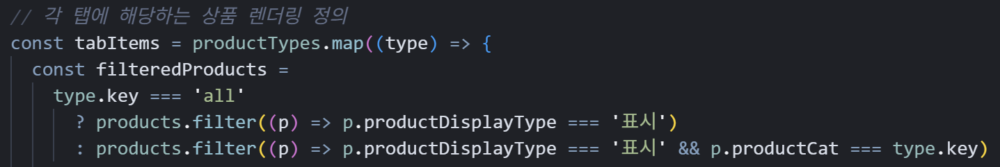 // 각 탭에 해당하는 상품 렌더링 정의
const tabItems = productTypes.map((type) => {
const filteredProducts =
type.key === 'all'
? products.filter((p) => p.productDisplayType === '표시')
: products.filter((p) => p.productDisplayType === '표시' && p.productCat === type.key)